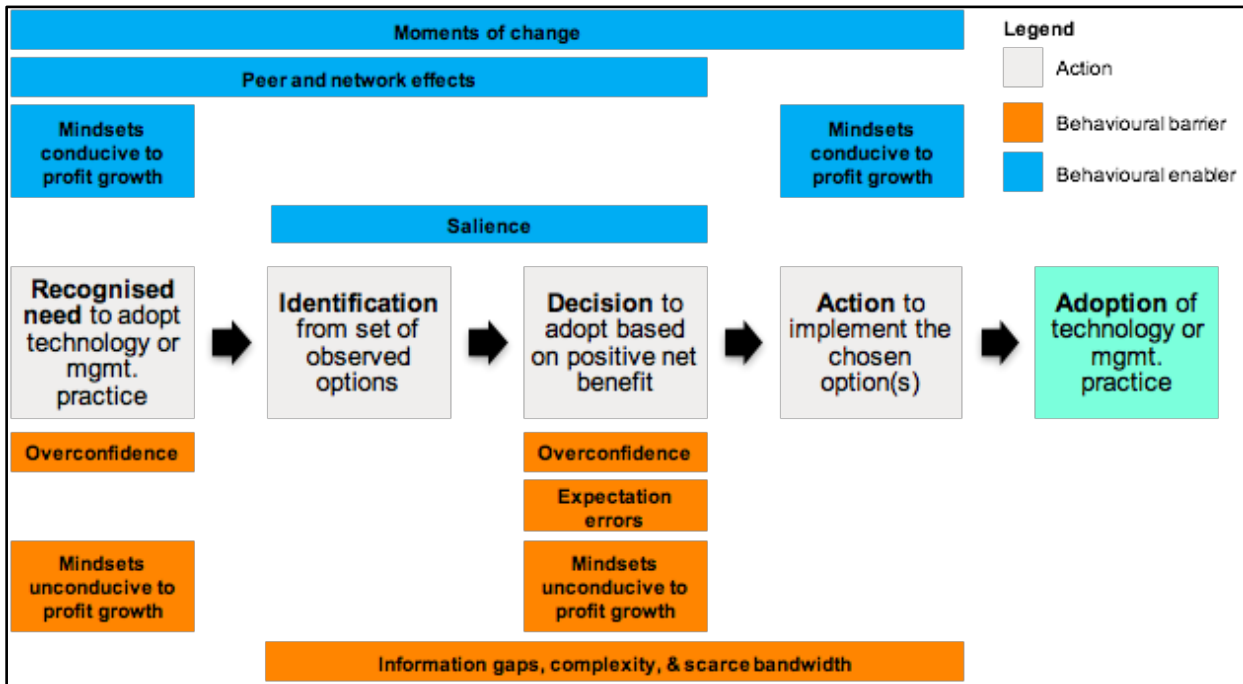 Moments of change
Peer and network effects
Mindsets
conducive to
profit growth
Mindsets
conducive to
profit growth
Legend
Action
Behavioural barrier
Behavioural enabler
Salience
Recognised
need to adopt
technology or
mgmt.
practice
Identification
from set of
observed
options
Decision to
adopt based
on positive net
benefit
Action to
implement the
chosen
option(s)
Adoption of
technology or
mgmt.
practice
Overconfidence
Overconfidence
Expectation
errors
Mindsets
unconducive to
profit growth
Mindsets
unconducive to
profit growth
Information gaps, complexity, & scarce bandwidth